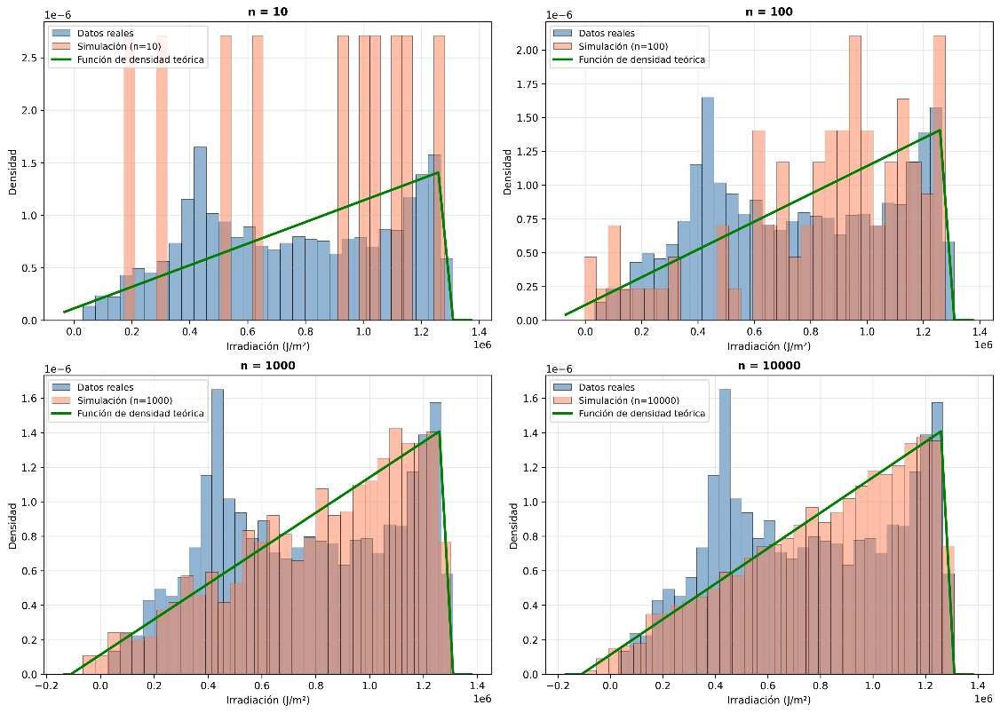 n = 10
1e−6
Datos reales
Simulación (n=10)
Función de densidad teórica
Densidad
2.5
2.0
1.5
1.0
0.5
0.0
0.0 0.2 0.4 0.6 0.8 1.0 1.2 1.4
1e6
Irradiación (J/m²)
n = 100
1e−6
Datos reales
Simulación (n=100)
Función de densidad teórica
Densidad
2.00
1.75
1.50
1.25
1.00
0.75
0.50
0.25
0.00
0.0 0.2 0.4 0.6 0.8 1.0 1.2 1.4
1e6
Irradiación (J/m²)
n = 1000
1e−6
Datos reales
Simulación (n=1000)
Función de densidad teórica
Densidad
1.6
1.4
1.2
1.0
0.8
0.6
0.4
0.2
0.0
−0.2 0.0 0.2 0.4 0.6 0.8 1.0 1.2 1.4
1e6
Irradiación (J/m²)
n = 10000
1e−6
Datos reales
Simulación (n=10000)
Función de densidad teórica
Densidad
1.6
1.4
1.2
1.0
0.8
0.6
0.4
0.2
0.0
−0.2 0.0 0.2 0.4 0.6 0.8 1.0 1.2 1.4
1e6
Irradiación (J/m²)